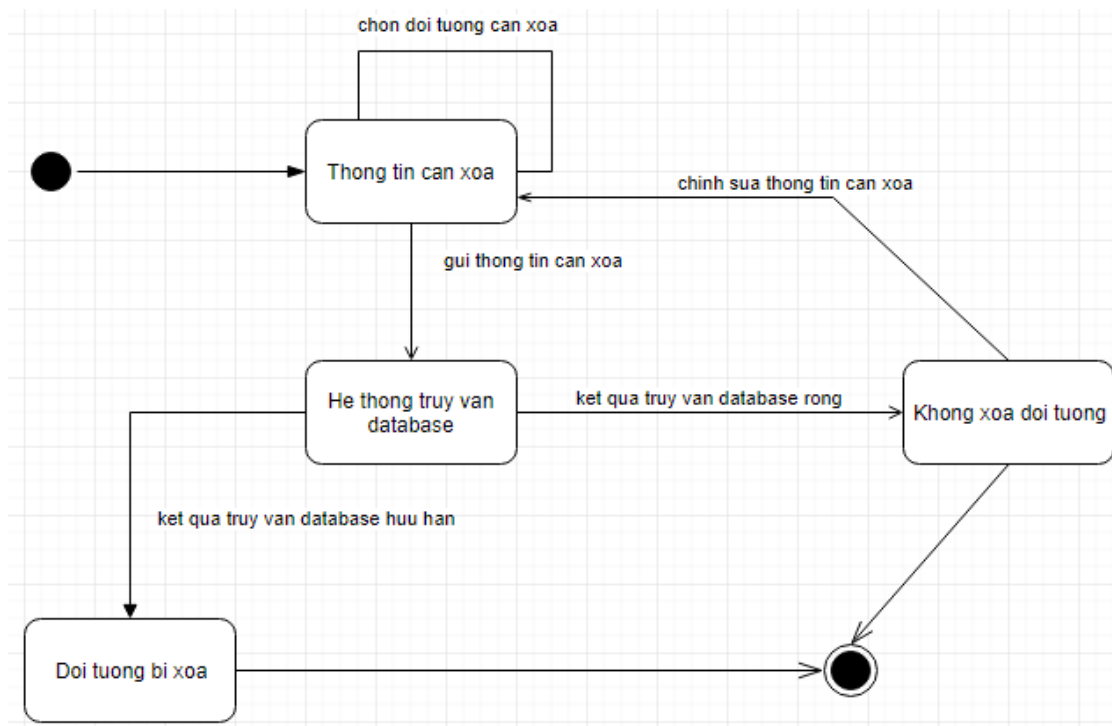 chon doi tuong can xoa
Thong tin can xoa
chinh sua thong tin can xoa
gui thong tin can xoa
He thong truy van
database
ket qua truy van database rong
Khong xoa doi tuong
ket qua truy van database huu han
Doi tuong bi xoa